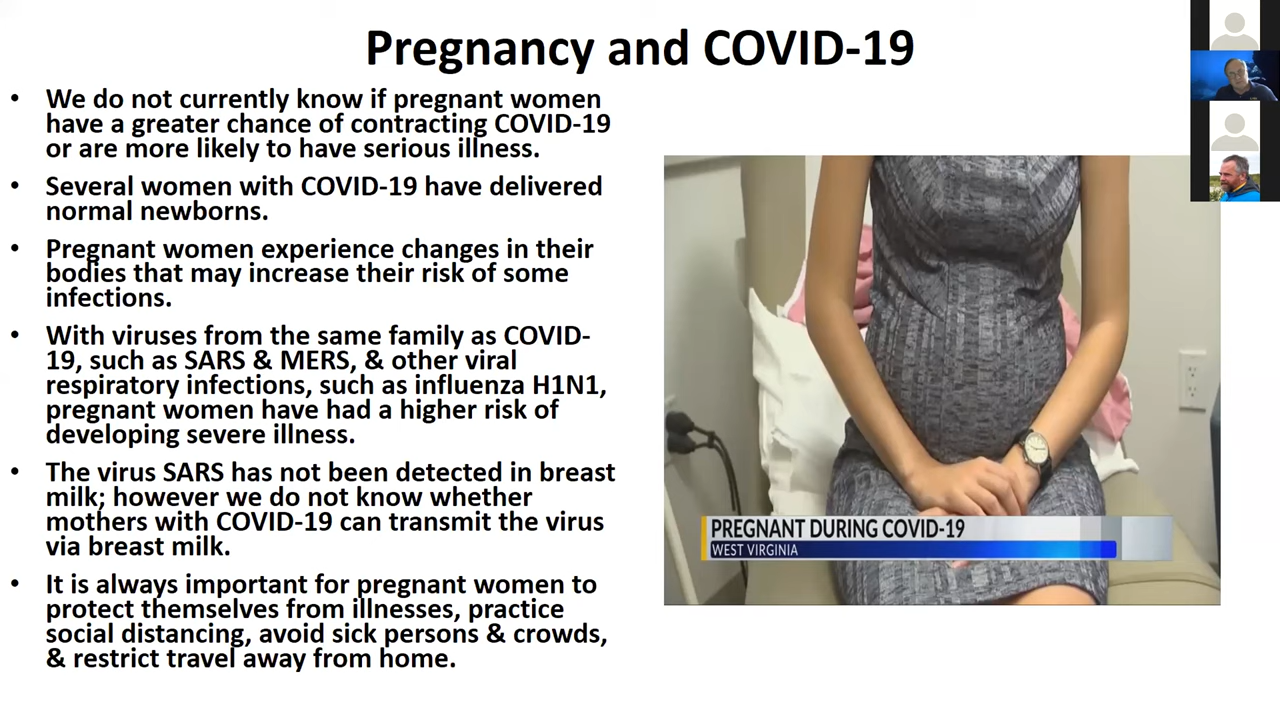 Pregnancy and COVID-19
• We do not currently know if pregnant women
have a greater chance of contracting COVID-19
or are more likely to have serious illness.
• Several women with COVID-19 have delivered
normal newborns.
• Pregnant women experience changes in their
bodies that may increase their risk of some
infections.
• With viruses from the same family as COVID-
19, such as SARS & MERS, & other viral
respiratory infections, such as influenza H1N1,
pregnant women have had a higher risk of
developing severe illness.
• The virus SARS has not been detected in breast
milk; however we do not know whether
mothers with COVID-19 can transmit the virus
via breast milk.
• It is always important for pregnant women to
protect themselves from illnesses, practice
social distancing, avoid sick persons & crowds,
& restrict travel away from home.
PREGNANT DURING COVID-19
WEST VIRGINIA